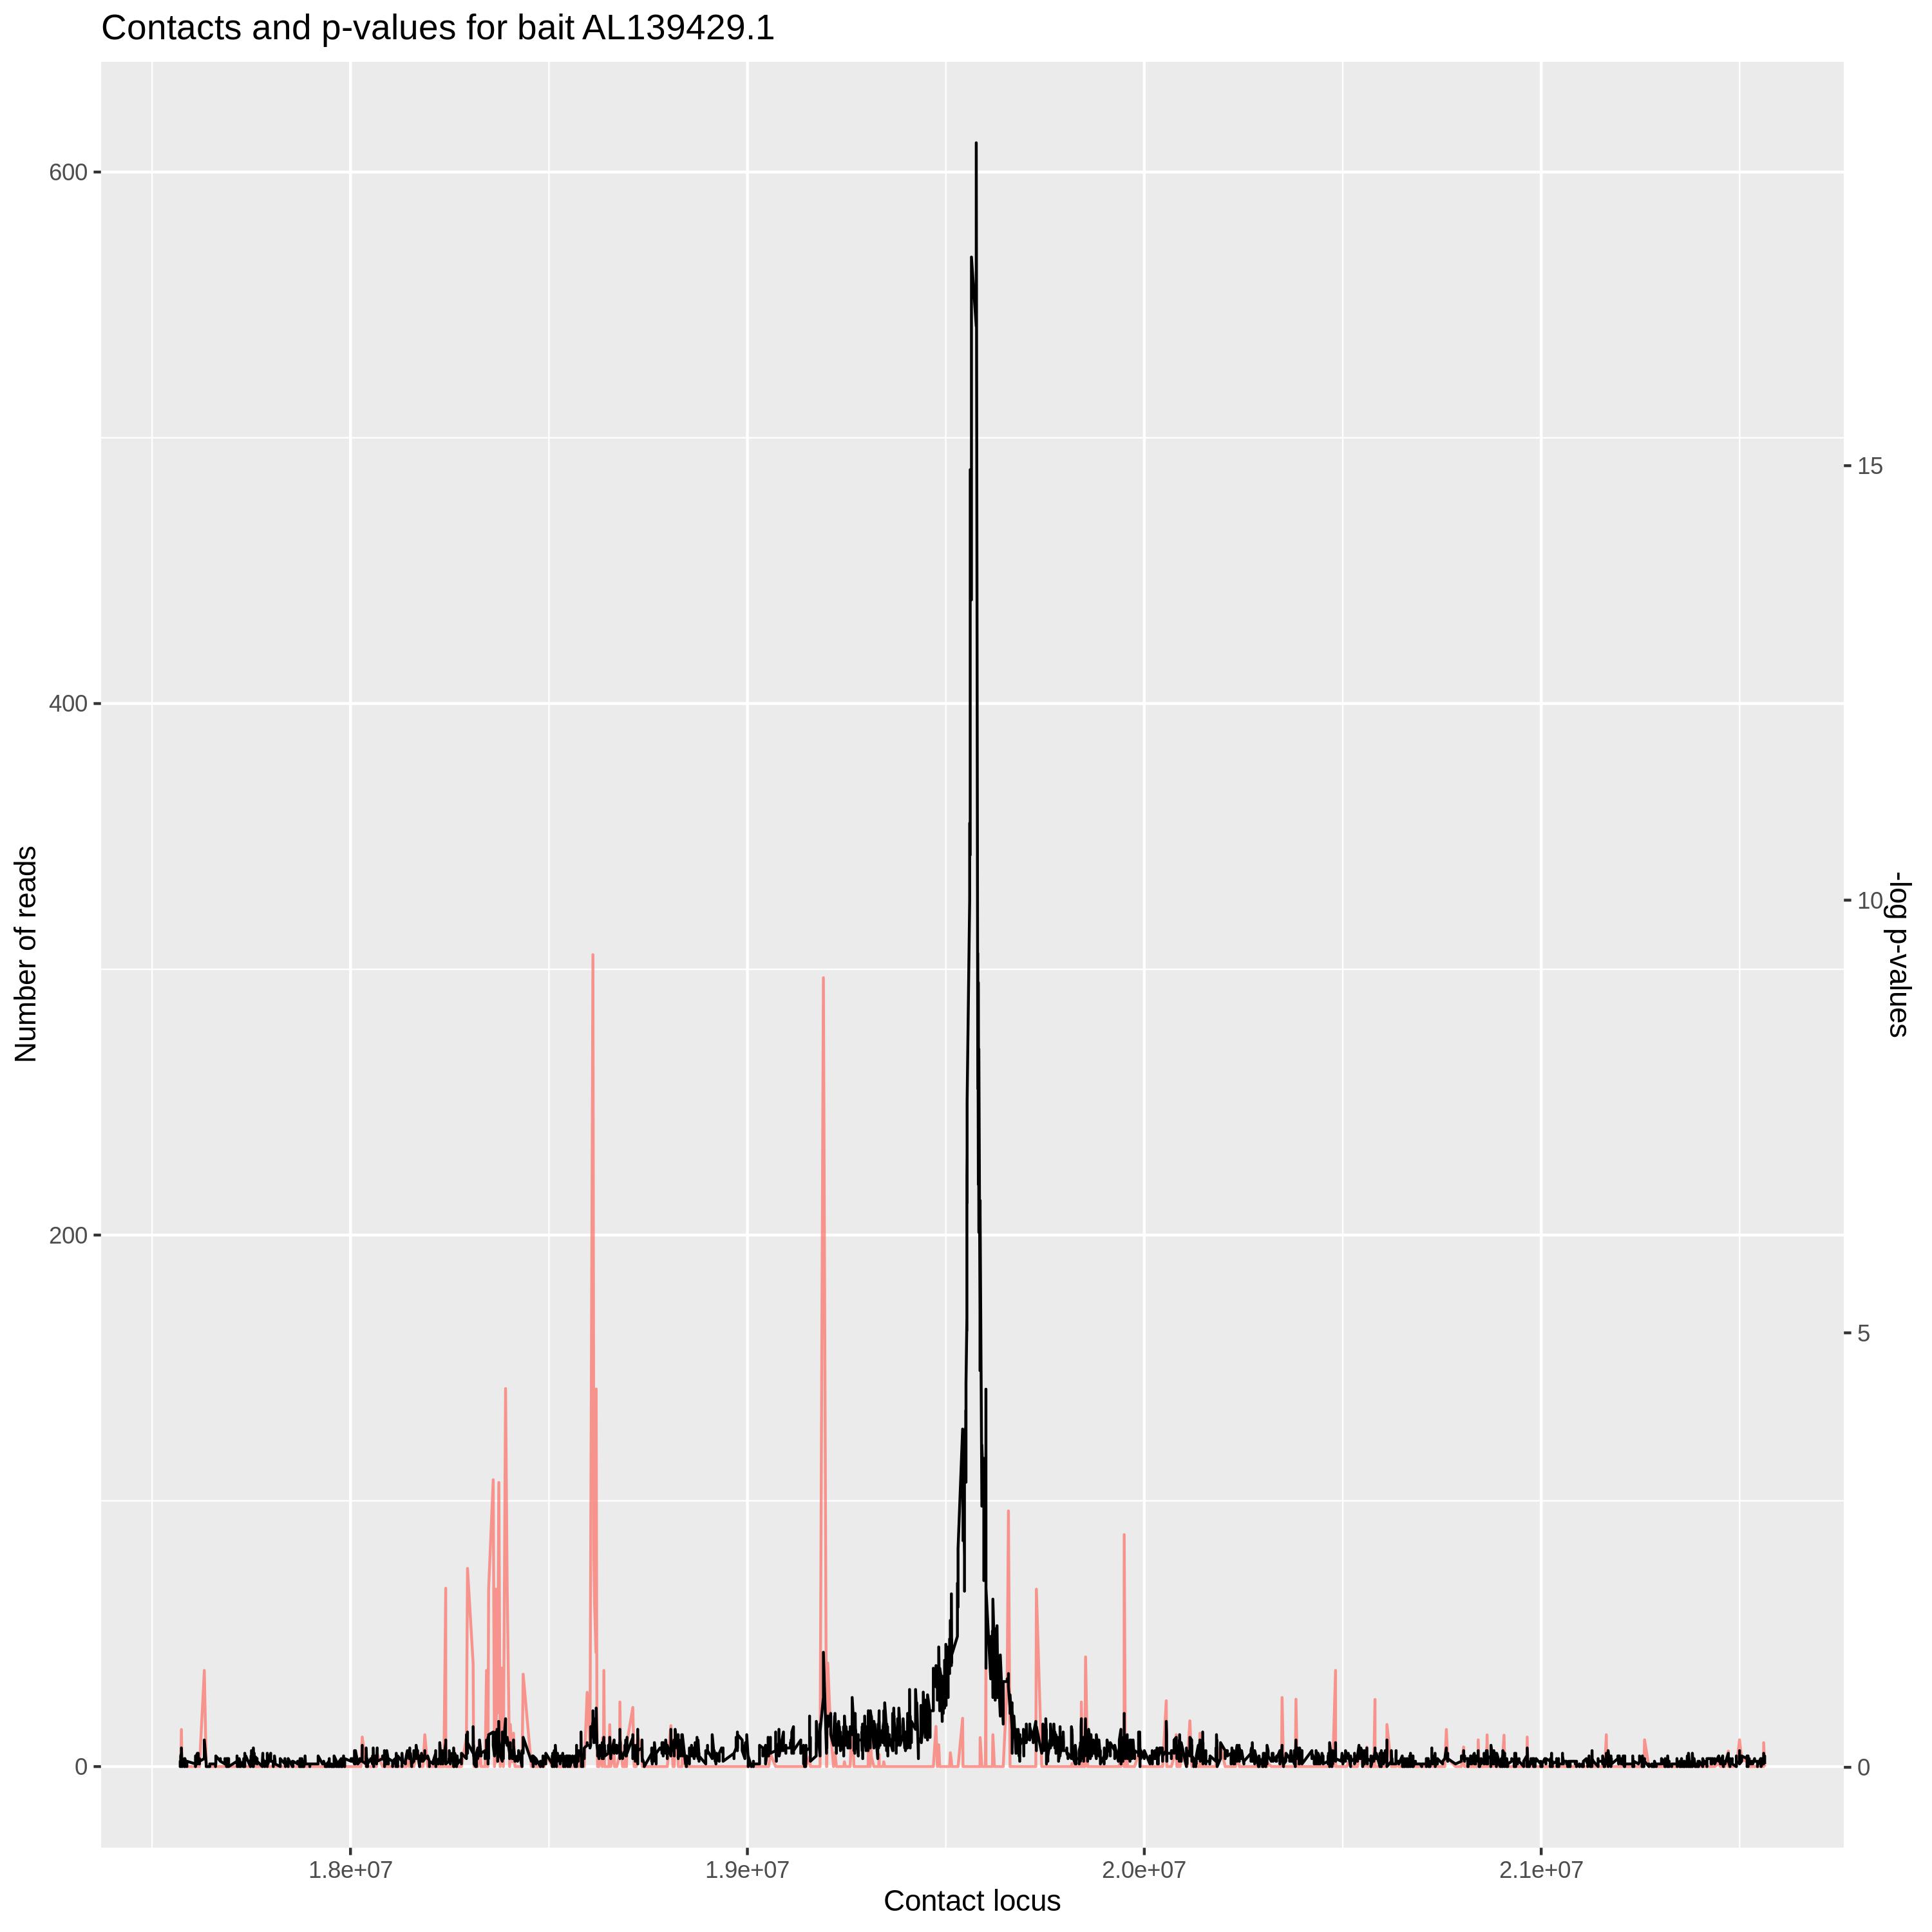 Contacts and p-values for bait AL139429.1
600
400
200
0
Number of reads
15
10
5
0
-log p-values
1.8e+07
1.9e+07
2.0e+07
2.1e+07
Contact locus